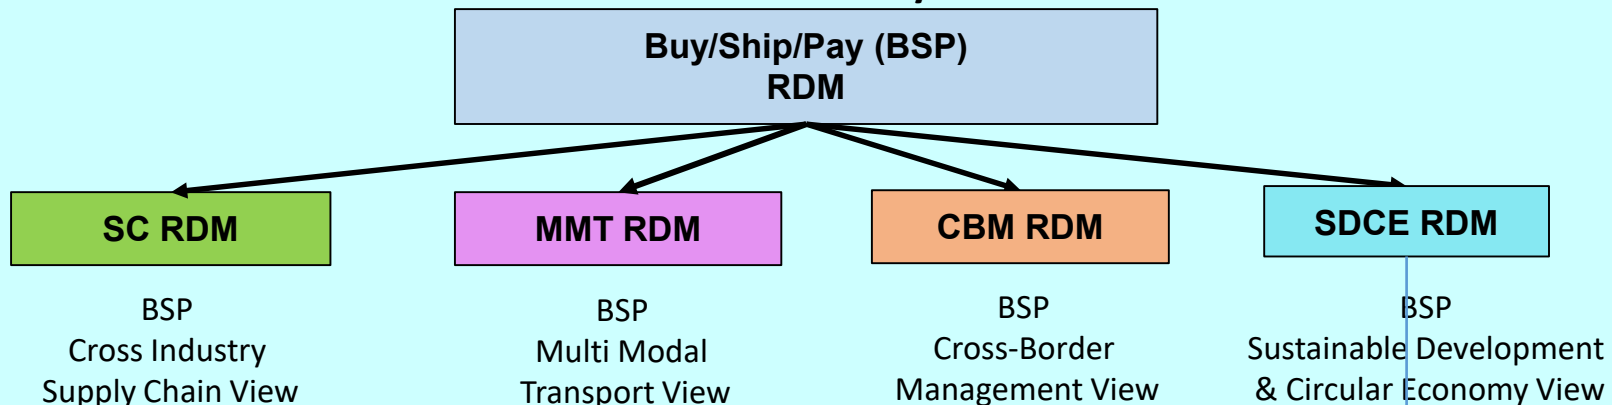 Buy/Ship/Pay (BSP)
RDM
SC RDM
MMT RDM
CBM RDM
SDCE RDM
BSP
Cross Industry
Supply Chain View
BSP
Multi Modal
Transport View
BSP
Cross-Border
Management View
BSP
Sustainable Development
& Circular Economy View